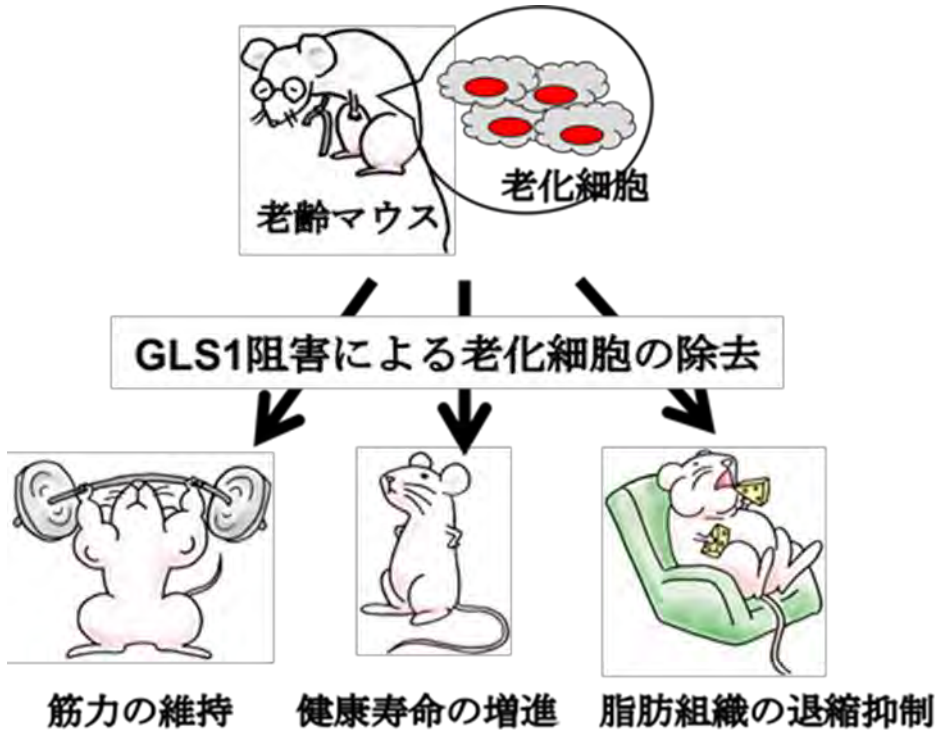 老化細胞
老齢マウス
GLS1阻害による老化細胞の除去
筋力の維持
健康寿命の増進
脂肪組織の退縮抑制